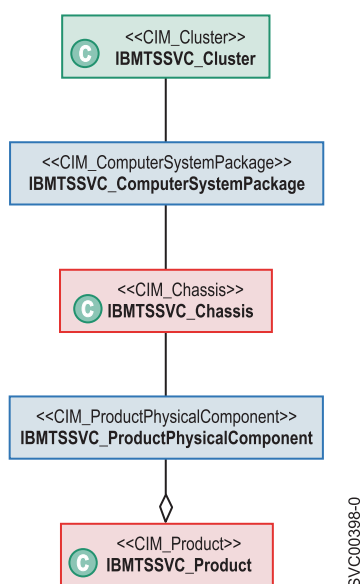 <<CIM_Cluster>>
C
IBMTSSVC_Cluster
<<CIM_ComputerSystemPackage>>
IBMTSSVC_ComputerSystemPackage
<<CIM_Chassis>>
C
IBMTSSVC_Chassis
<<CIM_ProductPhysicalComponent>>
IBMTSSVC_ProductPhysicalComponent
<<CIM_Product>>
C
IBMTSSVC_Product
SVC00398-0